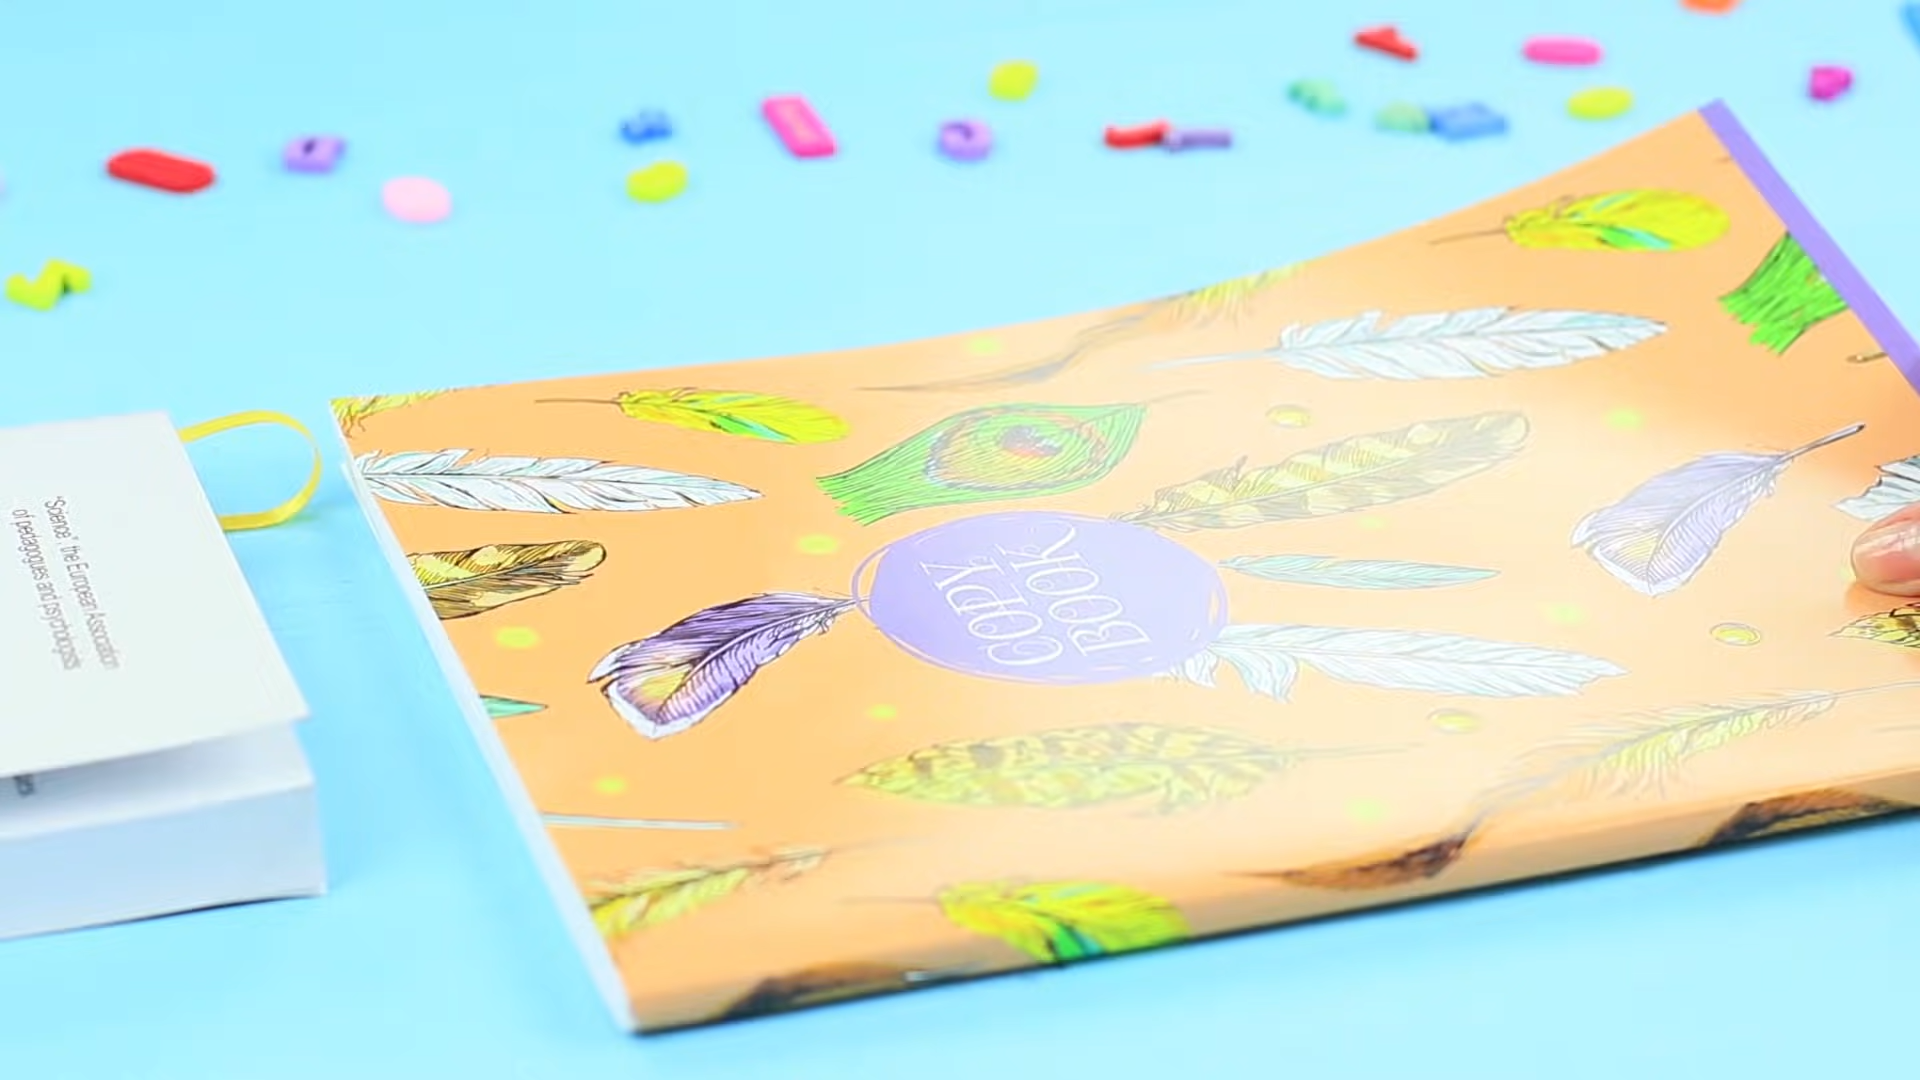 COPY
BOOK
"Science", the European Association
of pedagogues and psychologists